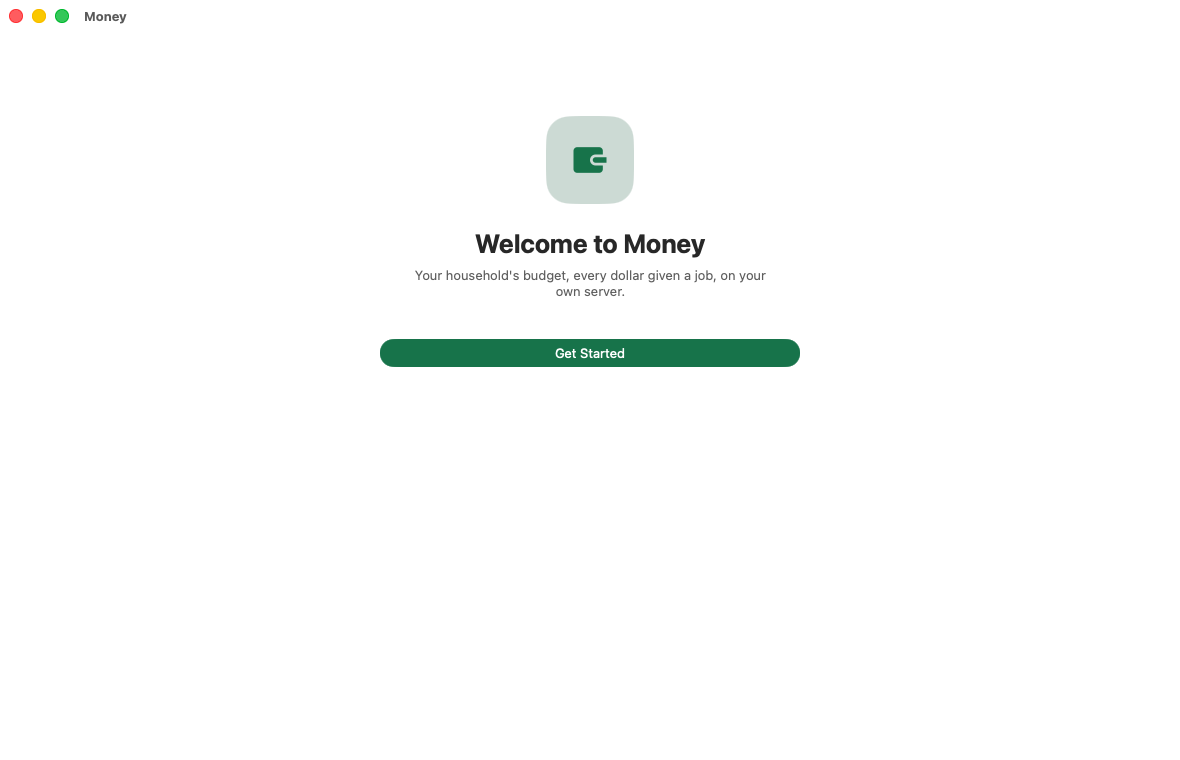 Money
Welcome to Money
Your household's budget, every dollar given a job, on your
own server.
Get Started